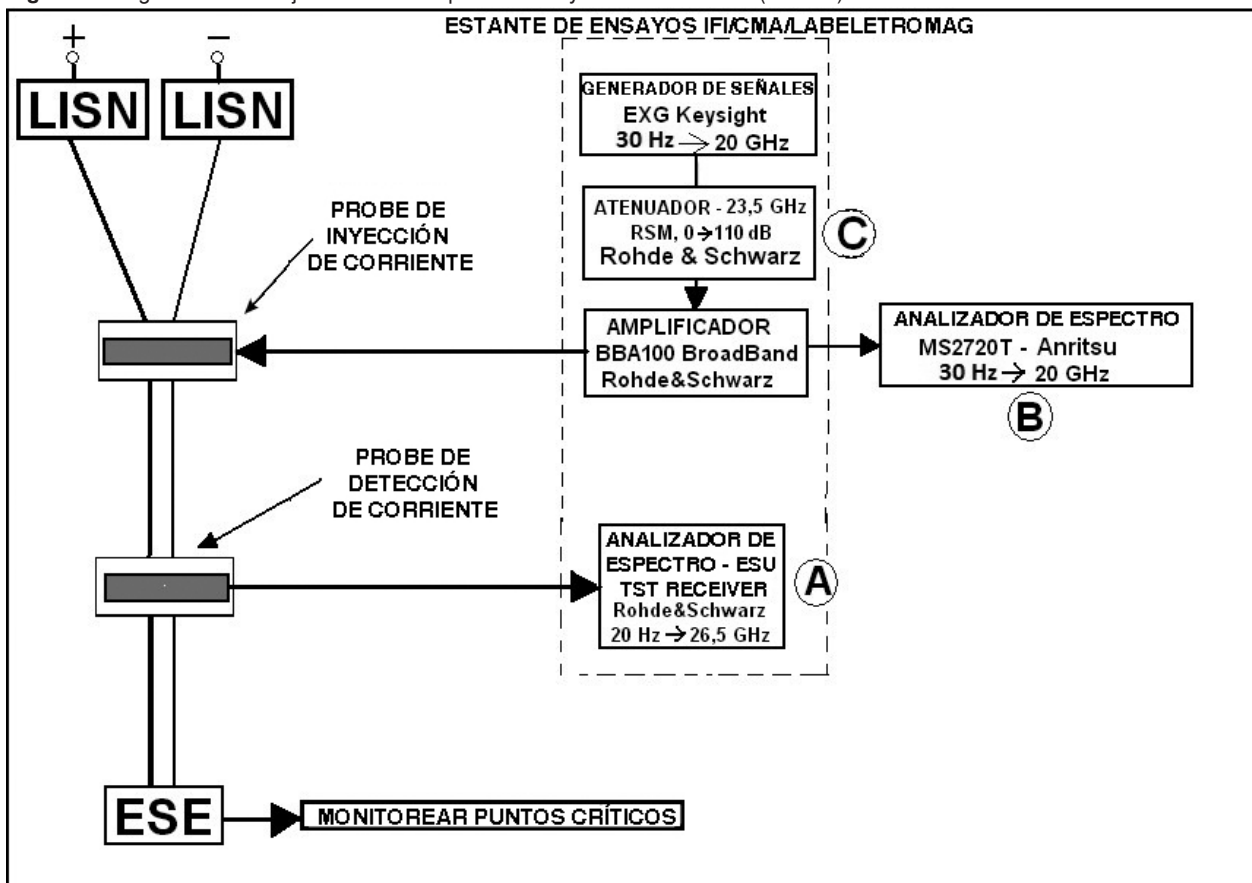 ESTANTE DE ENSAYOS IFI/CMA/LABELETROMAG
+
−
LISN
LISN
GENERADOR DE SEÑALES
EXG Keysight
30 Hz → 20 GHz
ATENUADOR - 23,5 GHz
RSM, 0→110 dB
Rohde & Schwarz
C
PROBE DE
INYECCIÓN
DE CORRIENTE
AMPLIFICADOR
BBA100 BroadBand
Rohde&Schwarz
ANALIZADOR DE ESPECTRO
MS2720T - Anritsu
30 Hz → 20 GHz
B
PROBE DE
DETECCIÓN
DE CORRIENTE
ANALIZADOR DE
ESPECTRO - ESU
TST RECEIVER
Rohde&Schwarz
20 Hz → 26,5 GHz
A
ESE
MONITOREAR PUNTOS CRÍTICOS